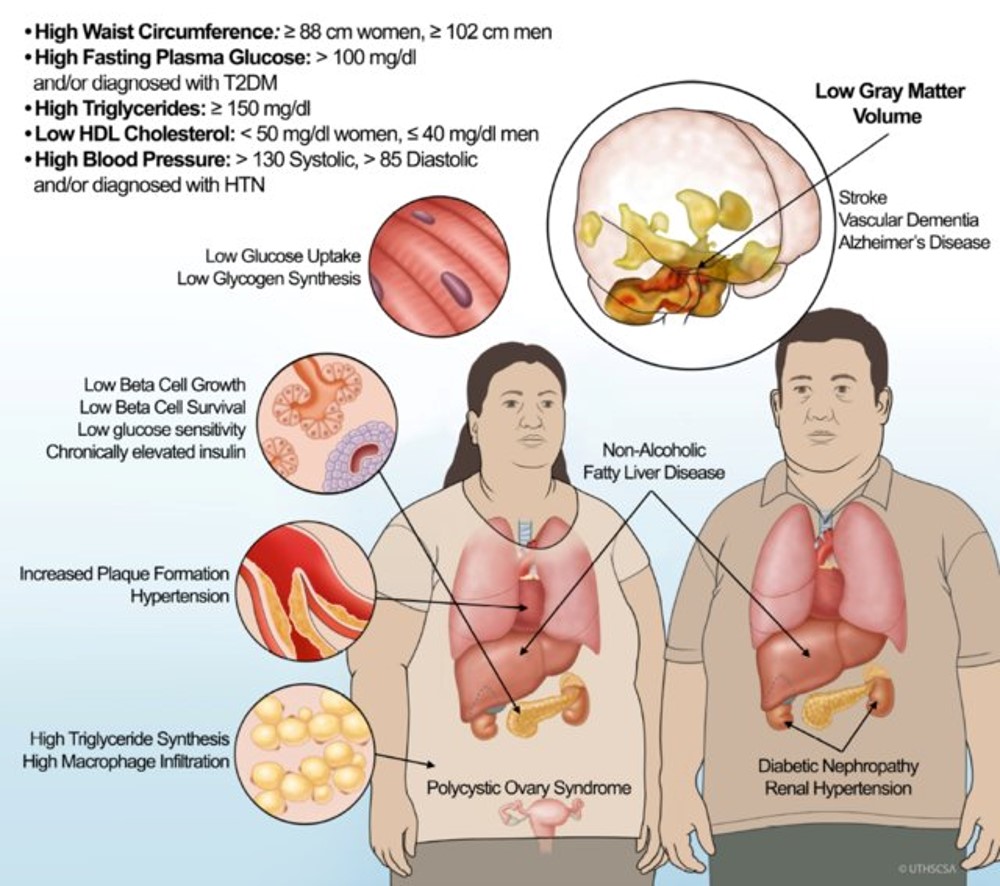 •High Waist Circumference: ≥ 88 cm women, ≥ 102 cm men
•High Fasting Plasma Glucose: > 100 mg/dl
and/or diagnosed with T2DM
•High Triglycerides: ≥ 150 mg/dl
•Low HDL Cholesterol: < 50 mg/dl women, ≤ 40 mg/dl men
•High Blood Pressure: > 130 Systolic, > 85 Diastolic
and/or diagnosed with HTN
Low Gray Matter
Volume
Stroke
Vascular Dementia
Alzheimer's Disease
Low Glucose Uptake
Low Glycogen Synthesis
Low Beta Cell Growth
Low Beta Cell Survival
Low glucose sensitivity
Chronically elevated insulin
Non-Alcoholic
Fatty Liver Disease
Increased Plaque Formation
Hypertension
High Triglyceride Synthesis
High Macrophage Infiltration
Polycystic Ovary Syndrome
Diabetic Nephropathy
Renal Hypertension
© UTHSCSA